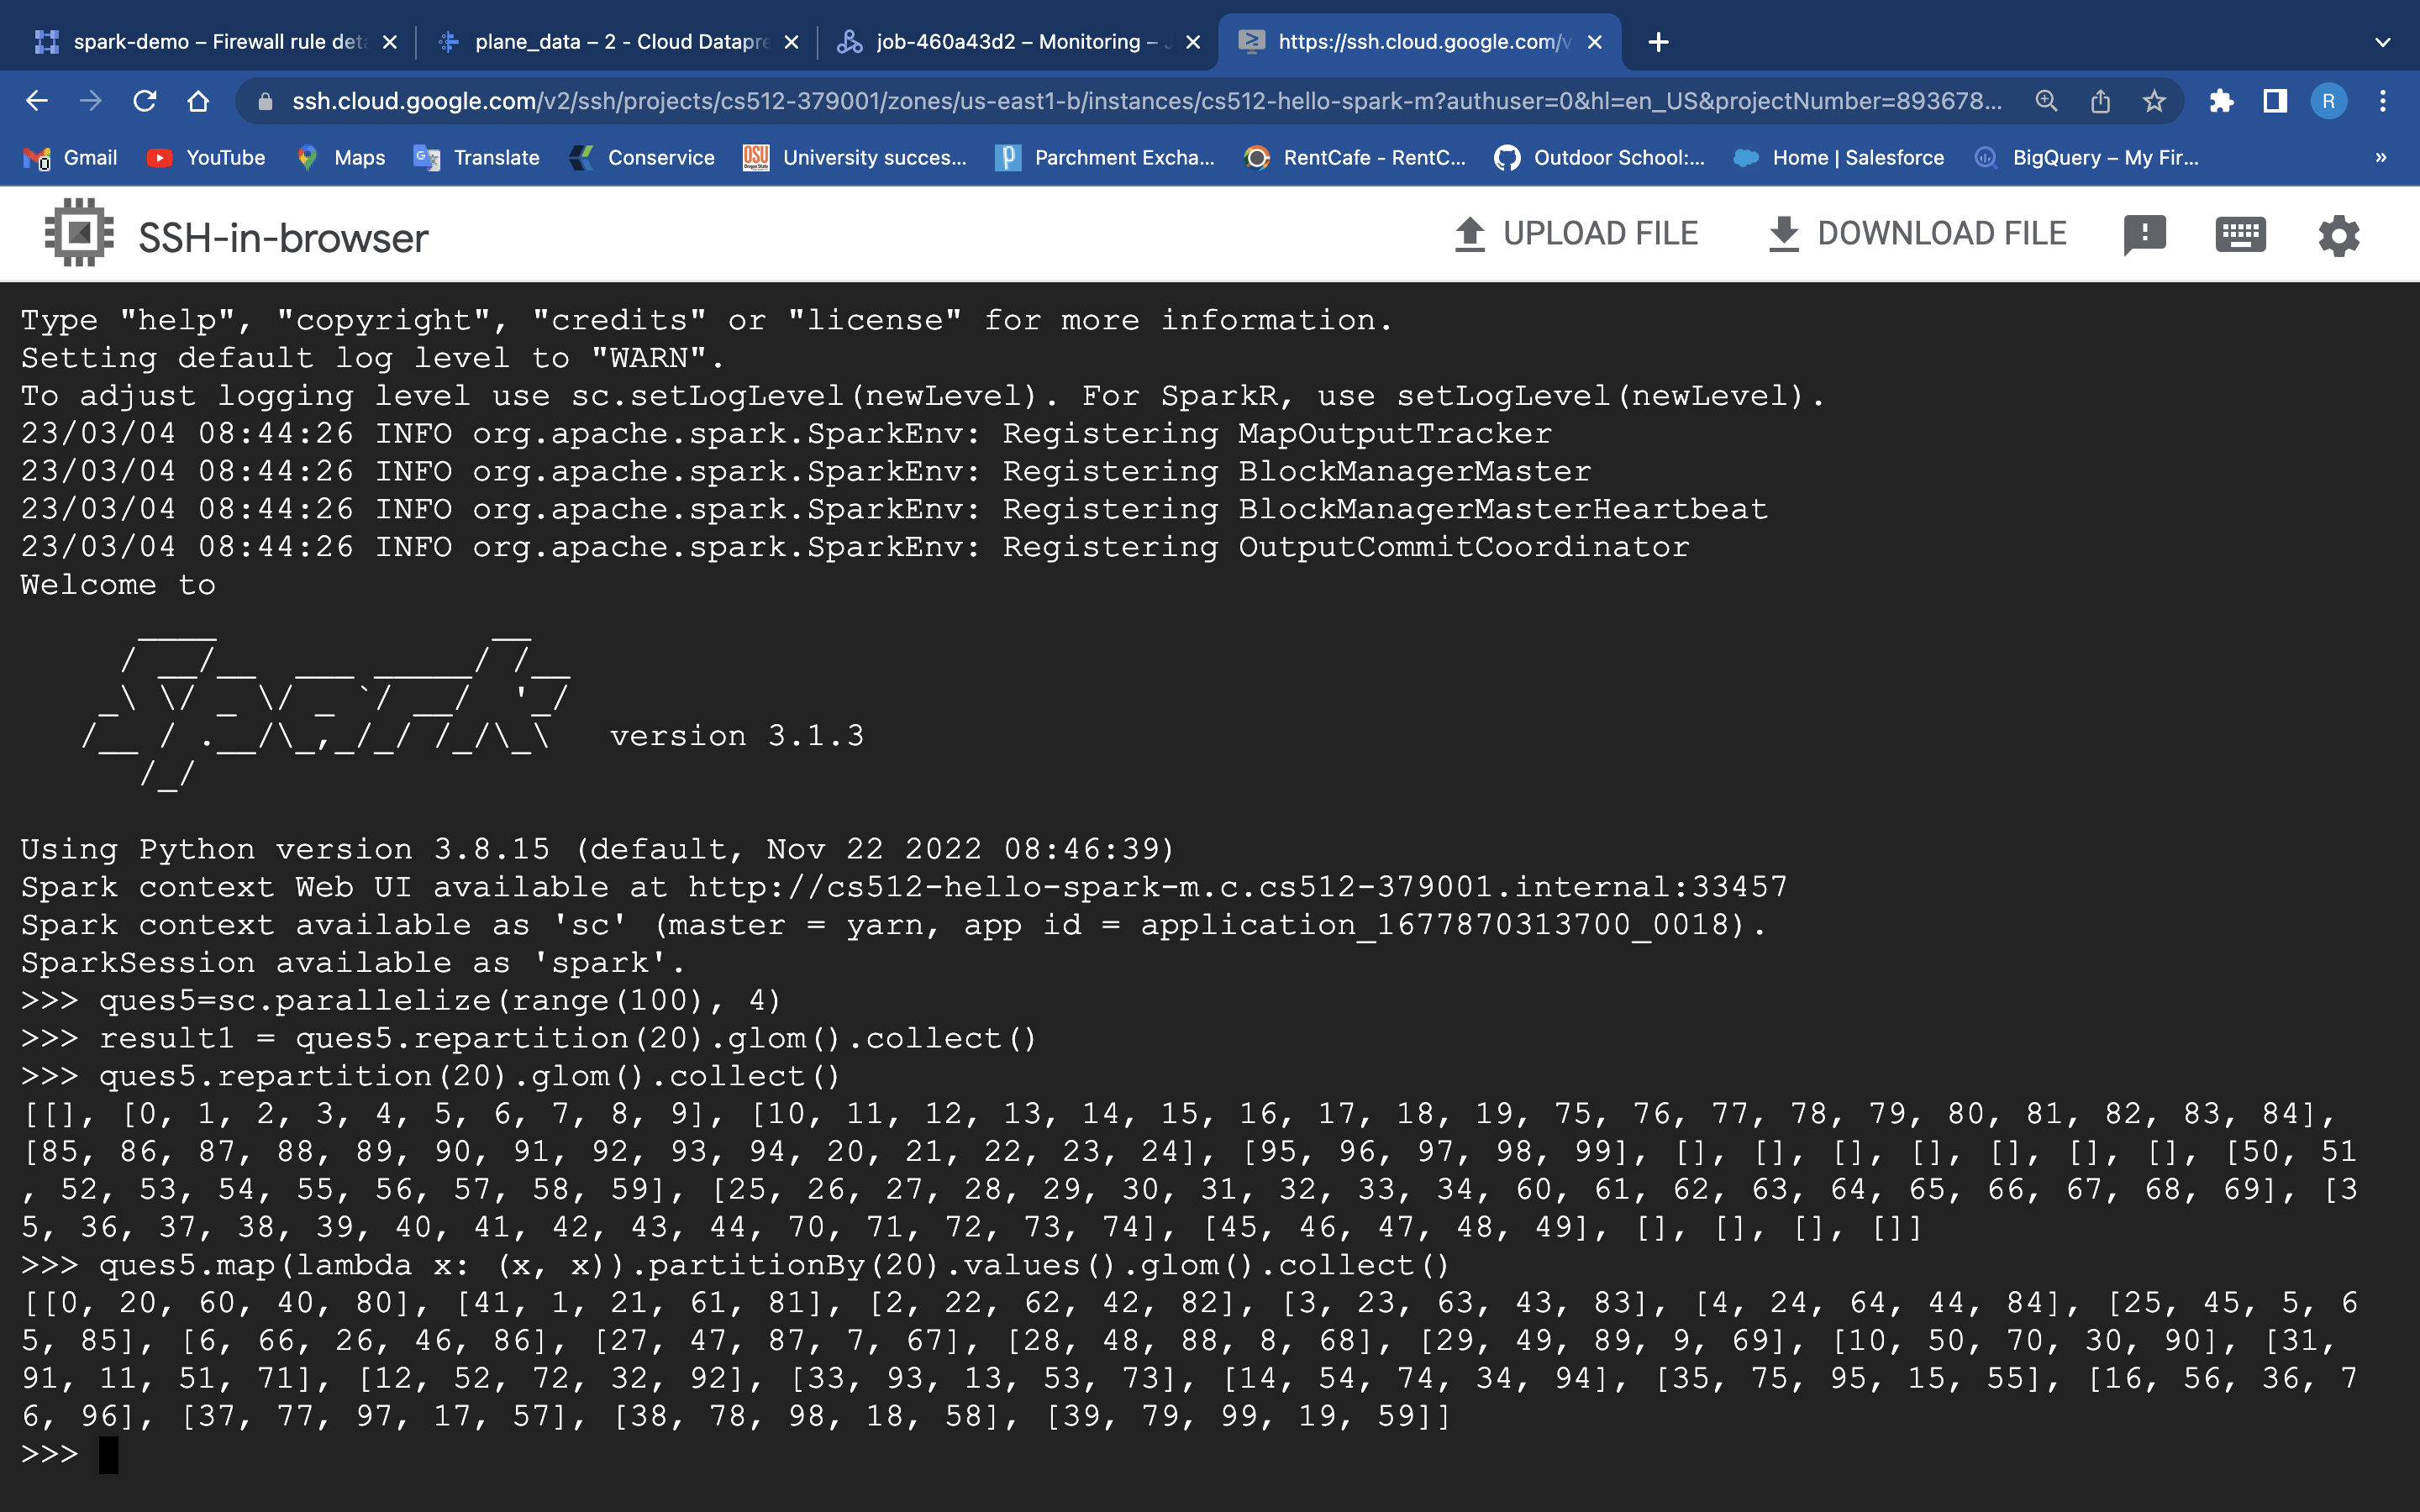 spark-demo – Firewall rule det
plane_data – 2 - Cloud Datapre
job-460a43d2 – Monitoring –
https://ssh.cloud.google.com/v
ssh.cloud.google.com/v2/ssh/projects/cs512-379001/zones/us-east1-b/instances/cs512-hello-spark-m?authuser=0&hl=en_US&projectNumber=893678...
R
Gmail
YouTube
Maps
Translate
Conservice
OSU
University succes...
Parchment Excha...
RentCafe - RentC...
Outdoor School:...
Home | Salesforce
BigQuery – My Fir...
»
SSH-in-browser
UPLOAD FILE
DOWNLOAD FILE
Type "help", "copyright", "credits" or "license" for more information.
Setting default log level to "WARN".
To adjust logging level use sc.setLogLevel(newLevel). For SparkR, use setLogLevel(newLevel).
23/03/04 08:44:26 INFO org.apache.spark.SparkEnv: Registering MapOutputTracker
23/03/04 08:44:26 INFO org.apache.spark.SparkEnv: Registering BlockManagerMaster
23/03/04 08:44:26 INFO org.apache.spark.SparkEnv: Registering BlockManagerMasterHeartbeat
23/03/04 08:44:26 INFO org.apache.spark.SparkEnv: Registering OutputCommitCoordinator
Welcome to
      ____              __
     / __/__  ___ _____/ /__
    _\ \/ _ \/ _ `/ __/  '_/
   /__ / .__/\_,_/_/ /_/\_\   version 3.1.3
      /_/
Using Python version 3.8.15 (default, Nov 22 2022 08:46:39)
Spark context Web UI available at http://cs512-hello-spark-m.c.cs512-379001.internal:33457
Spark context available as 'sc' (master = yarn, app id = application_1677870313700_0018).
SparkSession available as 'spark'.
>>> ques5=sc.parallelize(range(100), 4)
>>> result1 = ques5.repartition(20).glom().collect()
>>> ques5.repartition(20).glom().collect()
[[], [0, 1, 2, 3, 4, 5, 6, 7, 8, 9], [10, 11, 12, 13, 14, 15, 16, 17, 18, 19, 75, 76, 77, 78, 79, 80, 81, 82, 83, 84],
[85, 86, 87, 88, 89, 90, 91, 92, 93, 94, 20, 21, 22, 23, 24], [95, 96, 97, 98, 99], [], [], [], [], [], [], [], [50, 51
, 52, 53, 54, 55, 56, 57, 58, 59], [25, 26, 27, 28, 29, 30, 31, 32, 33, 34, 60, 61, 62, 63, 64, 65, 66, 67, 68, 69], [3
5, 36, 37, 38, 39, 40, 41, 42, 43, 44, 70, 71, 72, 73, 74], [45, 46, 47, 48, 49], [], [], [], []]
>>> ques5.map(lambda x: (x, x)).partitionBy(20).values().glom().collect()
[[0, 20, 60, 40, 80], [41, 1, 21, 61, 81], [2, 22, 62, 42, 82], [3, 23, 63, 43, 83], [4, 24, 64, 44, 84], [25, 45, 5, 6
5, 85], [6, 66, 26, 46, 86], [27, 47, 87, 7, 67], [28, 48, 88, 8, 68], [29, 49, 89, 9, 69], [10, 50, 70, 30, 90], [31,
91, 11, 51, 71], [12, 52, 72, 32, 92], [33, 93, 13, 53, 73], [14, 54, 74, 34, 94], [35, 75, 95, 15, 55], [16, 56, 36, 7
6, 96], [37, 77, 97, 17, 57], [38, 78, 98, 18, 58], [39, 79, 99, 19, 59]]
>>>